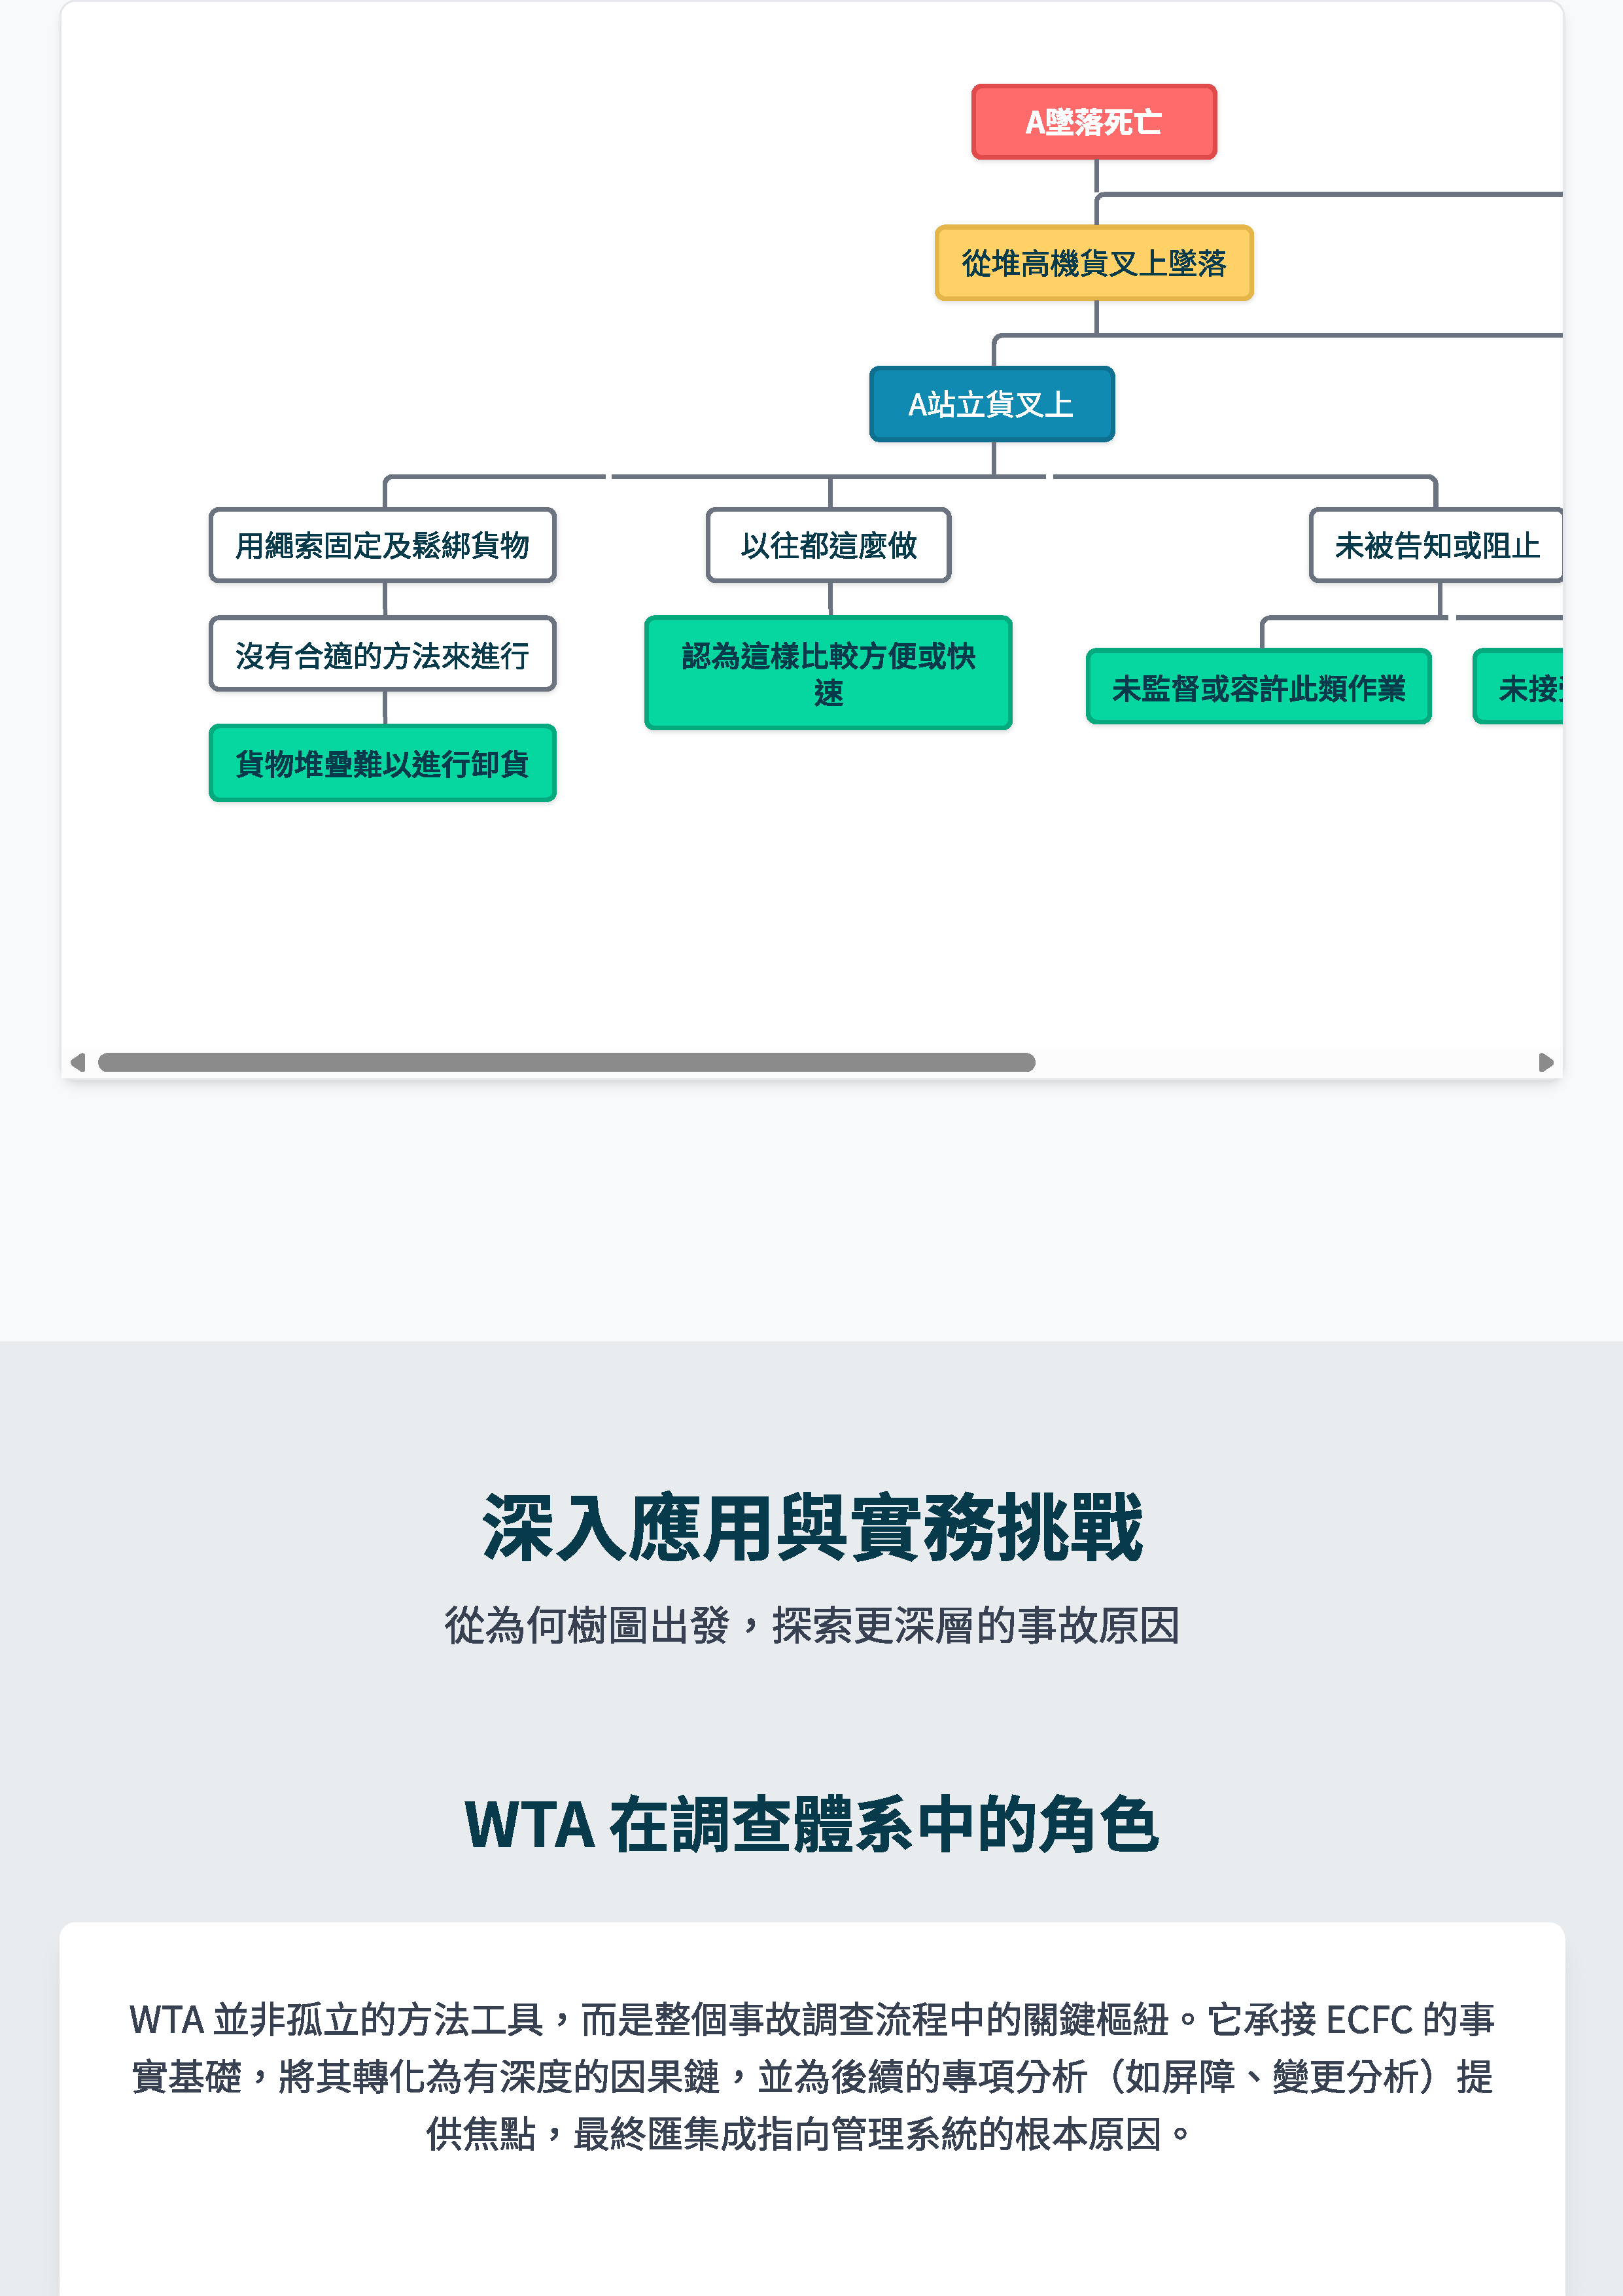 A墜落死亡
從堆高機貨叉上墜落
A站立貨叉上
用繩索固定及鬆綁貨物
以往都這麼做
未被告知或阻止
沒有合適的方法來進行
認為這樣比較方便或快
速
未監督或容許此類作業
未接
貨物堆疊難以進行卸貨
深入應用與實務挑戰
從為何樹圖出發，探索更深層的事故原因
WTA 在調查體系中的角色
WTA 並非孤立的方法工具，而是整個事故調查流程中的關鍵樞紐。它承接 ECFC 的事
實基礎，將其轉化為有深度的因果鏈，並為後續的專項分析（如屏障、變更分析）提
供焦點，最終匯集成指向管理系統的根本原因。